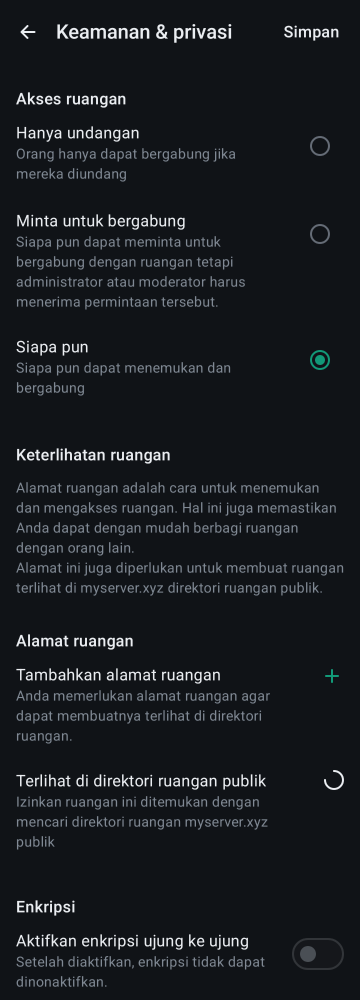 Keamanan & privasi
Simpan
Akses ruangan
Hanya undangan
Orang hanya dapat bergabung jika
mereka diundang
Minta untuk bergabung
Siapa pun dapat meminta untuk
bergabung dengan ruangan tetapi
administrator atau moderator harus
menerima permintaan tersebut.
Siapa pun
Siapa pun dapat menemukan dan
bergabung
Keterlihatan ruangan
Alamat ruangan adalah cara untuk menemukan
dan mengakses ruangan. Hal ini juga memastikan
Anda dapat dengan mudah berbagi ruangan
dengan orang lain.
Alamat ini juga diperlukan untuk membuat ruangan
terlihat di myserver.xyz direktori ruangan publik.
Alamat ruangan
Tambahkan alamat ruangan
Anda memerlukan alamat ruangan agar
dapat membuatnya terlihat di direktori
ruangan.
Terlihat di direktori ruangan publik
Izinkan ruangan ini ditemukan dengan
mencari direktori ruangan myserver.xyz
publik
Enkripsi
Aktifkan enkripsi ujung ke ujung
Setelah diaktifkan, enkripsi tidak dapat
dinonaktifkan.